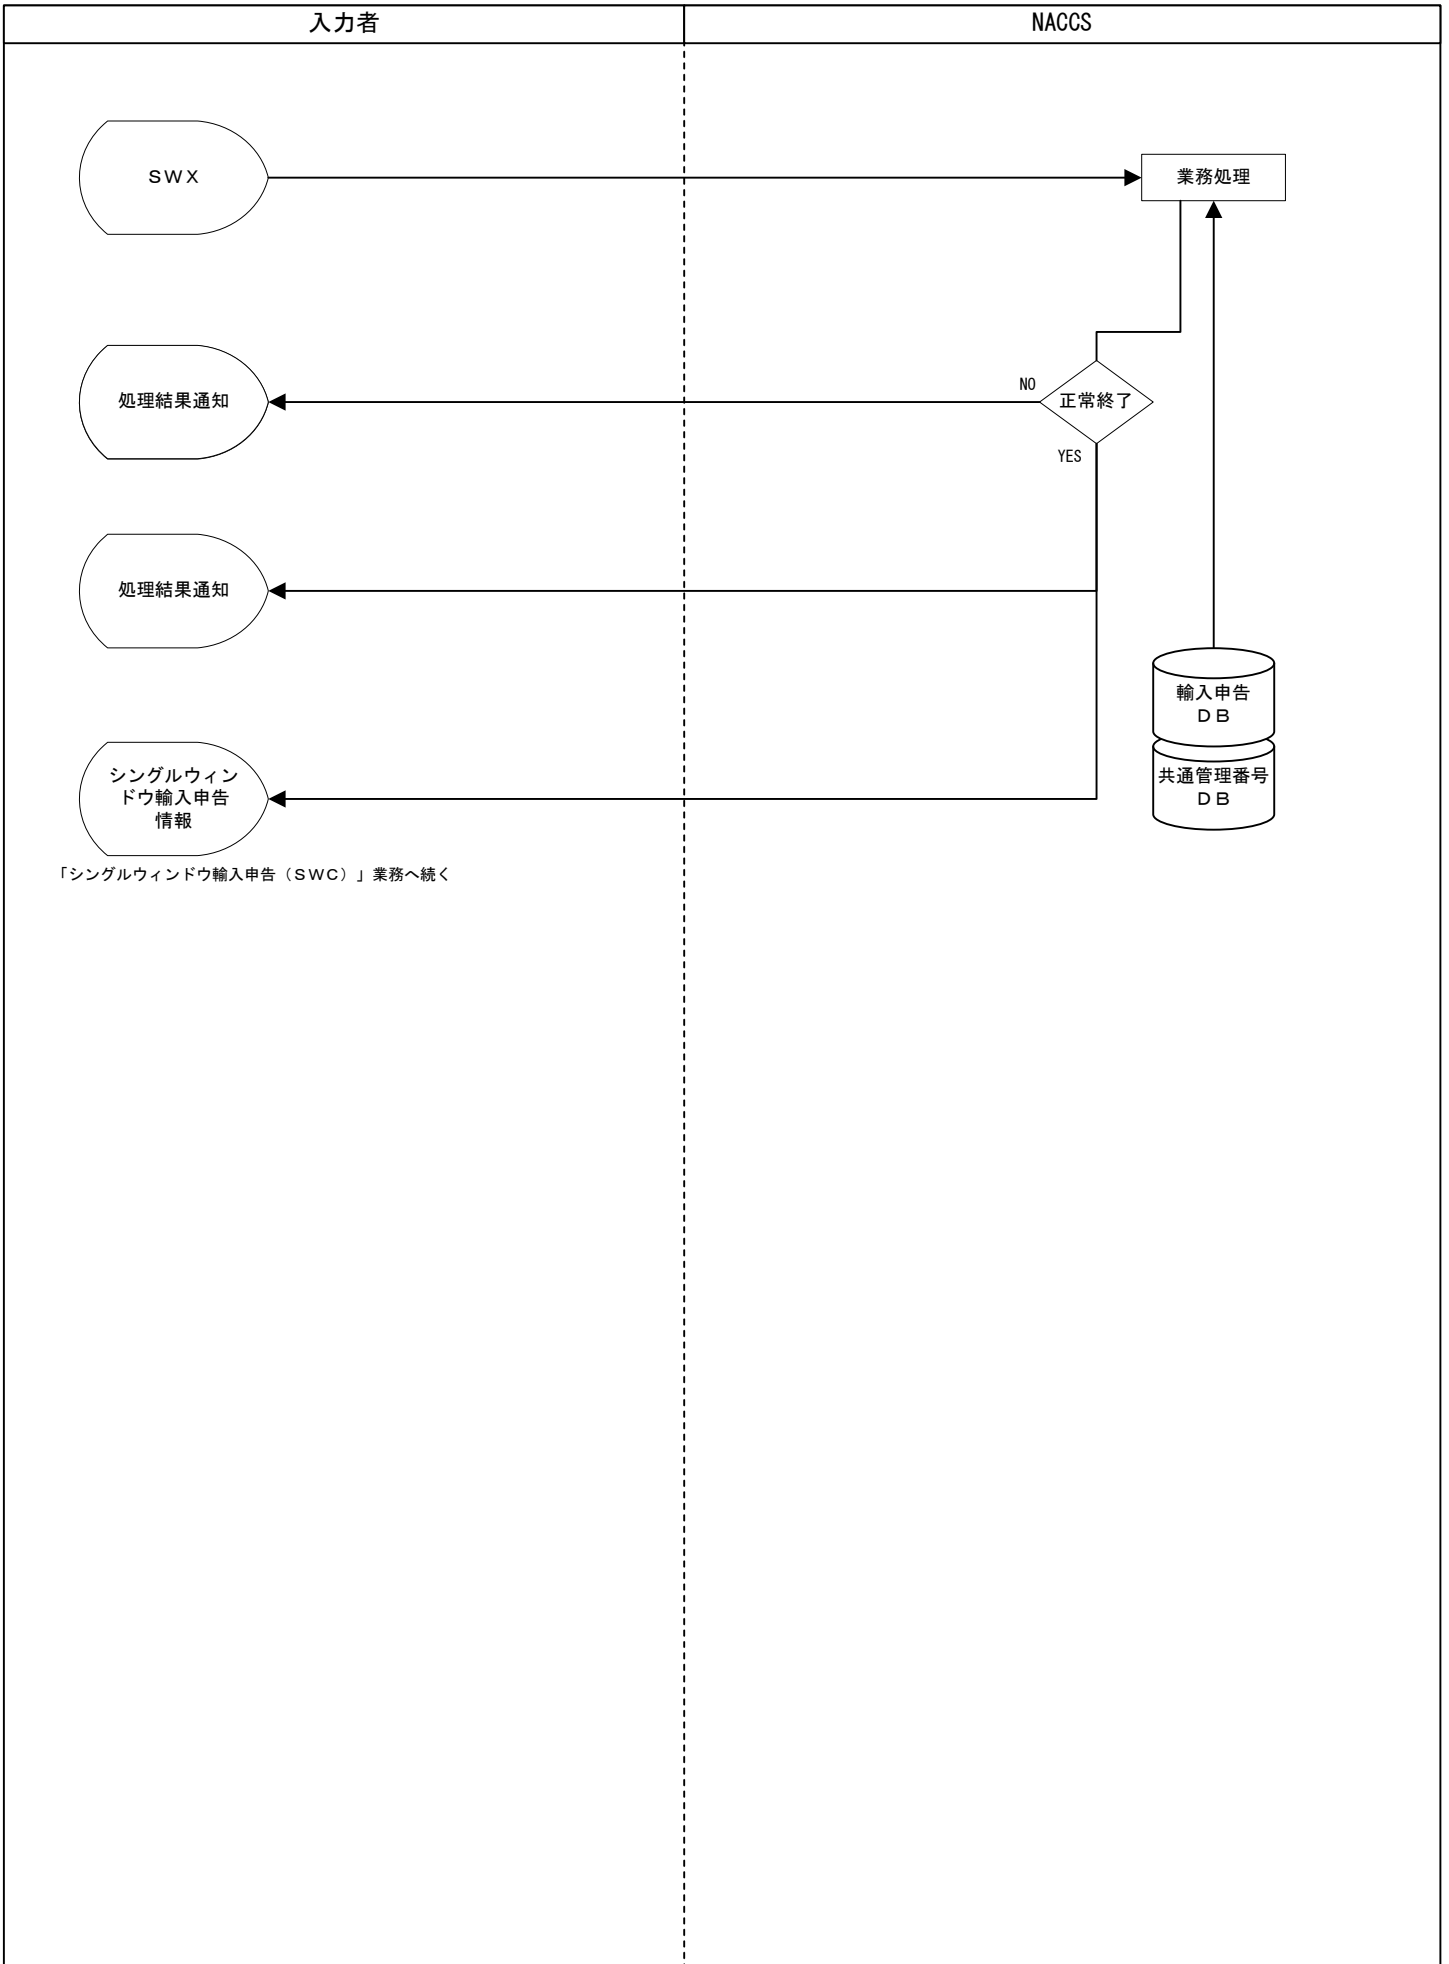 入力者
NACCS
ＳＷＸ
業務処理
処理結果通知
NO
正常終了
YES
処理結果通知
輸入申告
ＤＢ
シングルウィン
ドウ輸入申告
情報
共通管理番号
ＤＢ
「シングルウィンドウ輸入申告（ＳＷＣ）」業務へ続く